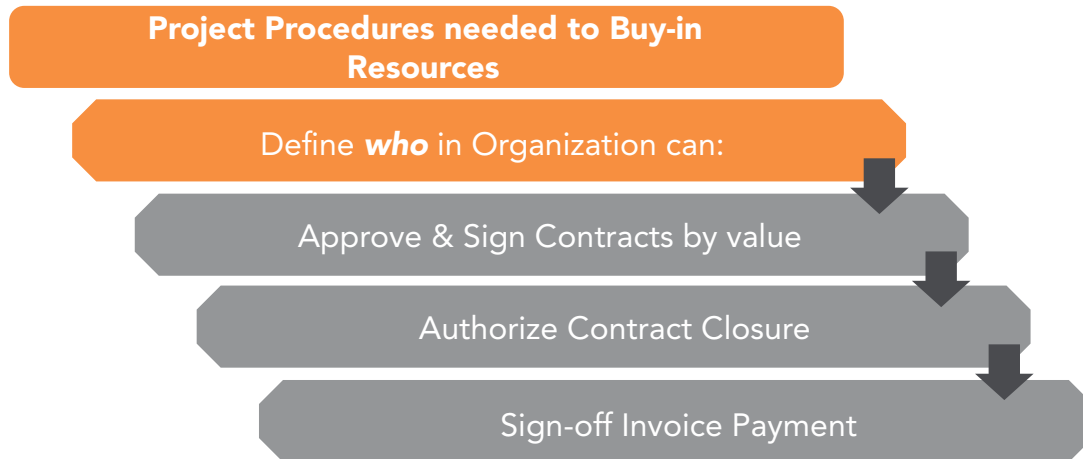 Project Procedures needed to Buy-in
Resources
Define who in Organization can:
Approve & Sign Contracts by value
Authorize Contract Closure
Sign-off Invoice Payment